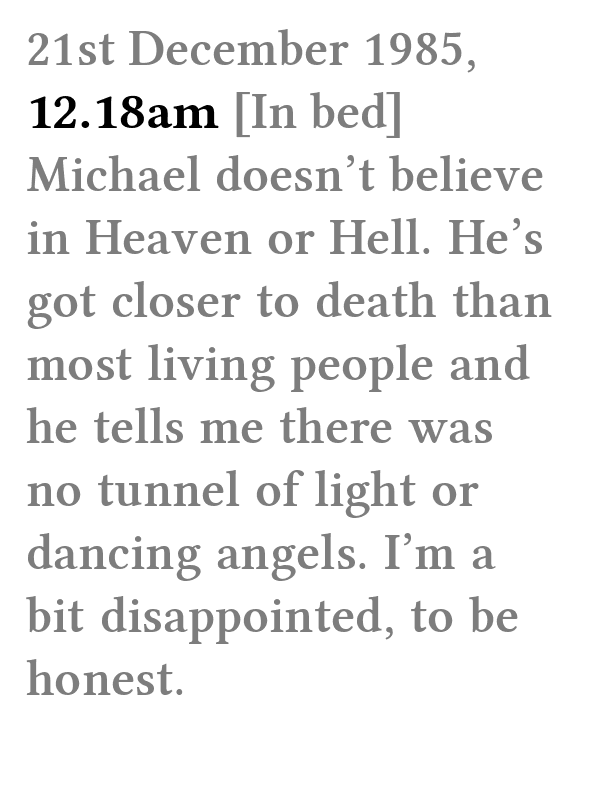 21st December 1985,
12.18am [In bed]
Michael doesn’t believe
in Heaven or Hell. He’s
got closer to death than
most living people and
he tells me there was
no tunnel of light or
dancing angels. I’m a
bit disappointed, to be
honest.